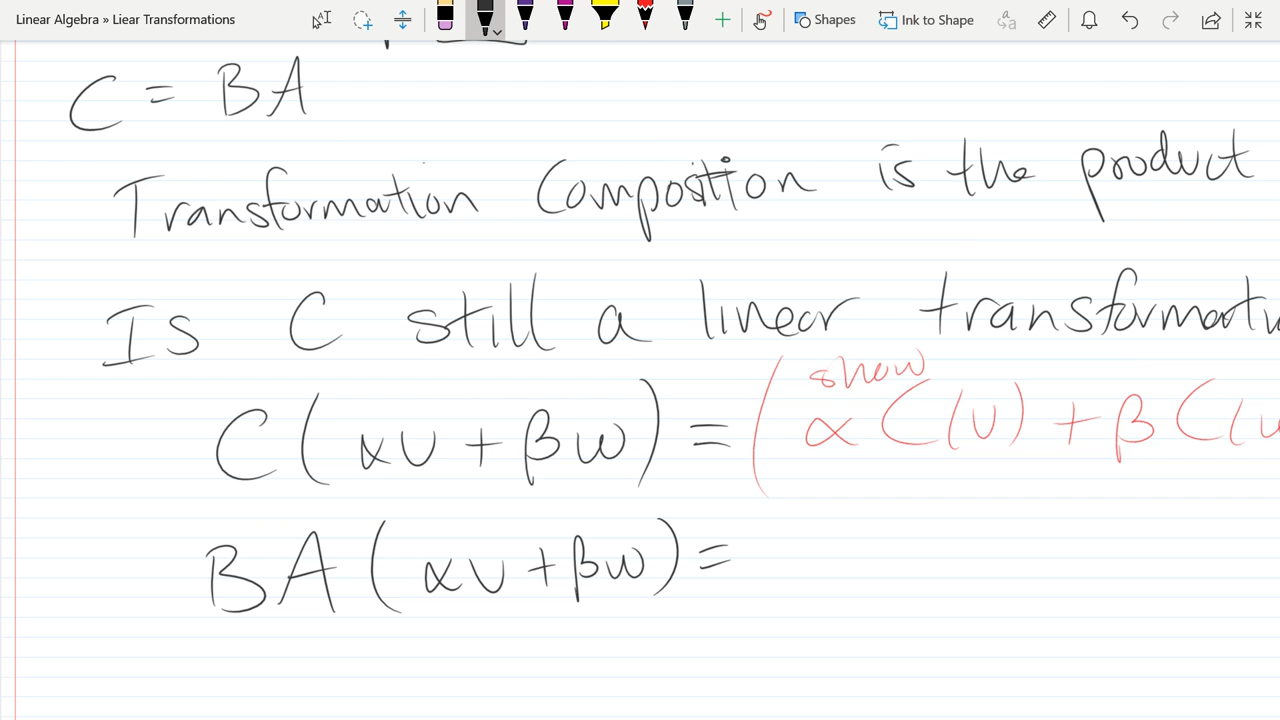 Linear Algebra » Liear Transformations
Shapes
Ink to Shape
C = BA
Transformation Composition is the product
Is C still a linear
show
C(αv + βw) = (αC(v) + βC(
BA(αv + βw) =